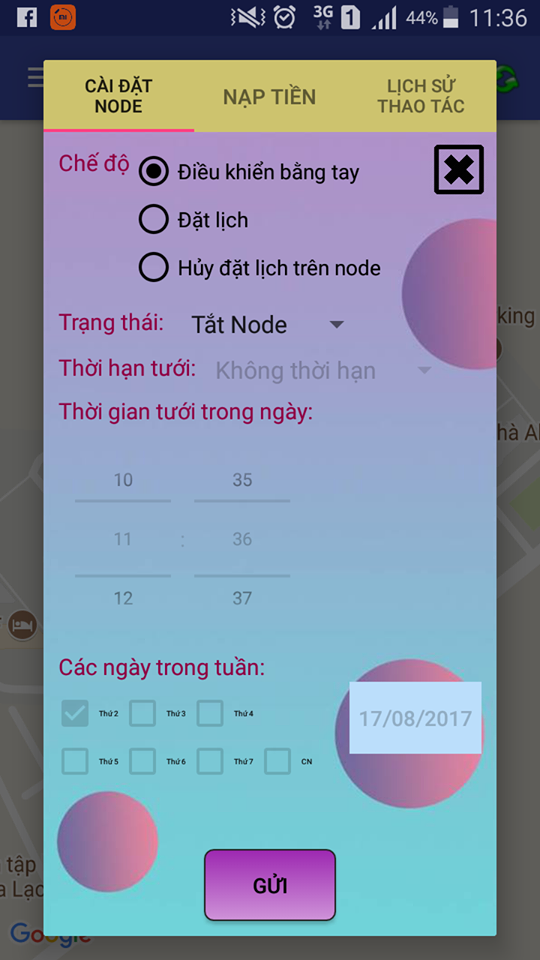 3G 1 44% 11:36
CÀI ĐẶT
NODE
NẠP TIỀN
LỊCH SỬ
THAO TÁC
Chế độ
Điều khiển bằng tay
Đặt lịch
Hủy đặt lịch trên node
Trạng thái: Tắt Node
king
Thời hạn tưới: Không thời hạn
Thời gian tưới trong ngày:
10 35
11 : 36
12 37
Các ngày trong tuần:
Thứ 2 Thứ 3 Thứ 4
17/08/2017
Thứ 5 Thứ 6 Thứ 7 CN
tập
a Lạc
GỬI
Google